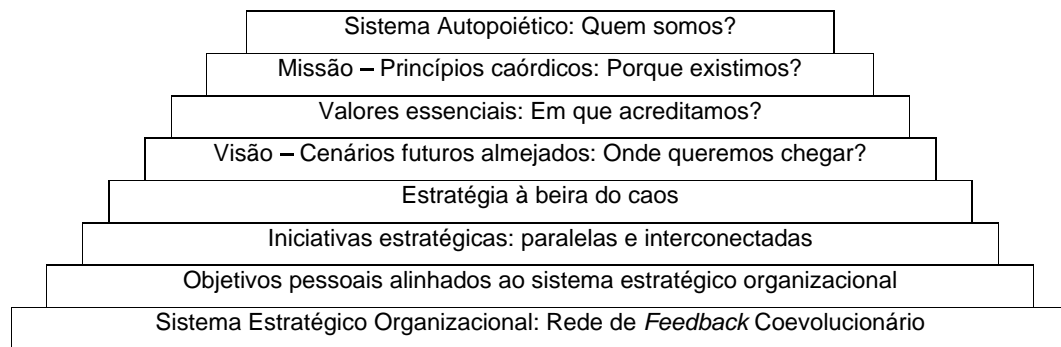 Sistema Autopoiético: Quem somos?
Missão – Princípios caórdicos: Porque existimos?
Valores essenciais: Em que acreditamos?
Visão – Cenários futuros almejados: Onde queremos chegar?
Estratégia à beira do caos
Iniciativas estratégicas: paralelas e interconectadas
Objetivos pessoais alinhados ao sistema estratégico organizacional
Sistema Estratégico Organizacional: Rede de Feedback Coevolucionário